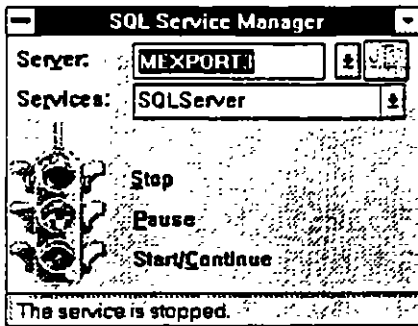 SQL Service Manager
Server: MEXPORT.I
Services: SQLServer
Stop
Pause
Start/Continue
The service is stopped.